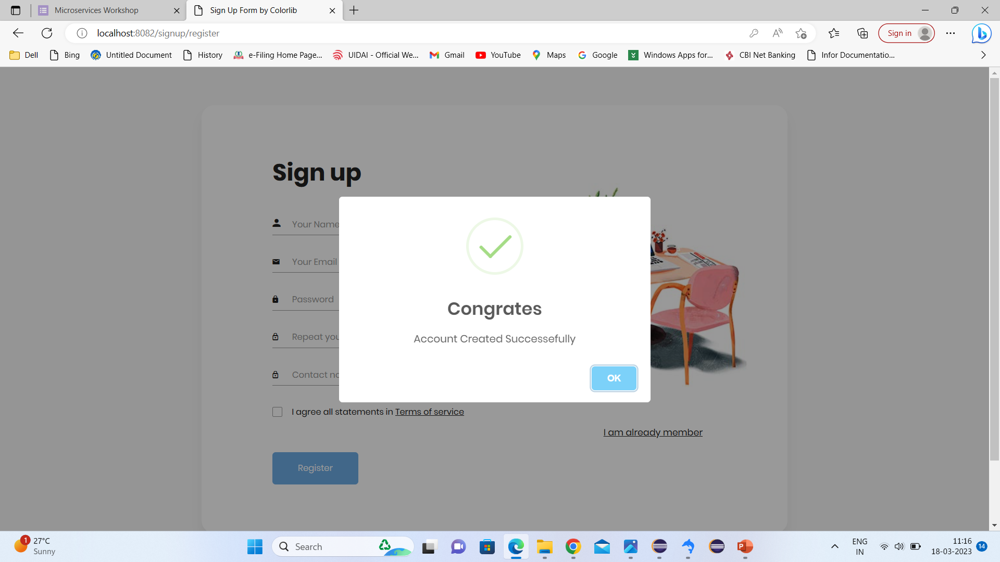 Microservices Workshop
Sign Up Form by Colorlib
localhost:8082/signup/register
Sign in
Dell
Bing
Untitled Document
History
e-Filing Home Page...
UIDAI - Official We...
Gmail
YouTube
Maps
Google
Windows Apps for...
CBI Net Banking
Infor Documentatio...
Sign up
Your Name
Your Email
Password
Repeat you
Contact no
Congrates
Account Created Successefully
OK
I agree all statements in Terms of service
I am already member
Register
1
27°C
Sunny
Search
ENG
IN
11:16
18-03-2023
14